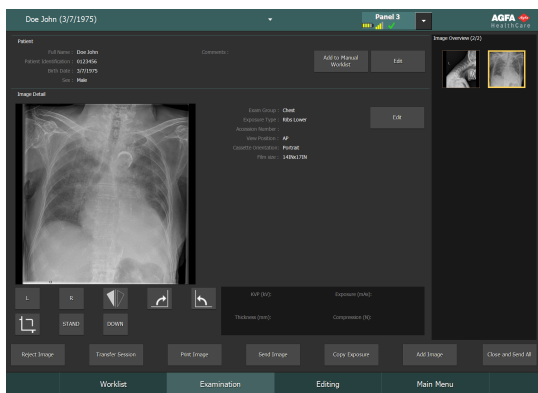 Doe John (3/7/1975)
Panel 3
AGFA
HealthCare
Patient
Full Name : Doe John
Patient Identification : 0123456
Birth Date : 3/7/1975
Sex : Male
Comments :
Add to Manual Worklist
Edit
Image Overview (2/2)
Image Detail
Exam Group : Chest
Exposure Type : Ribs Lower
Accession Number :
View Position : AP
Cassette Orientation : Portrait
Film size : 14INx17IN
Edit
L
R
STAND
DOWN
KVP (kV):
Exposure (mAs):
Thickness (mm):
Compression (N):
Reject Image
Transfer Session
Print Image
Send Image
Copy Exposure
Add Image
Close and Send All
Worklist
Examination
Editing
Main Menu